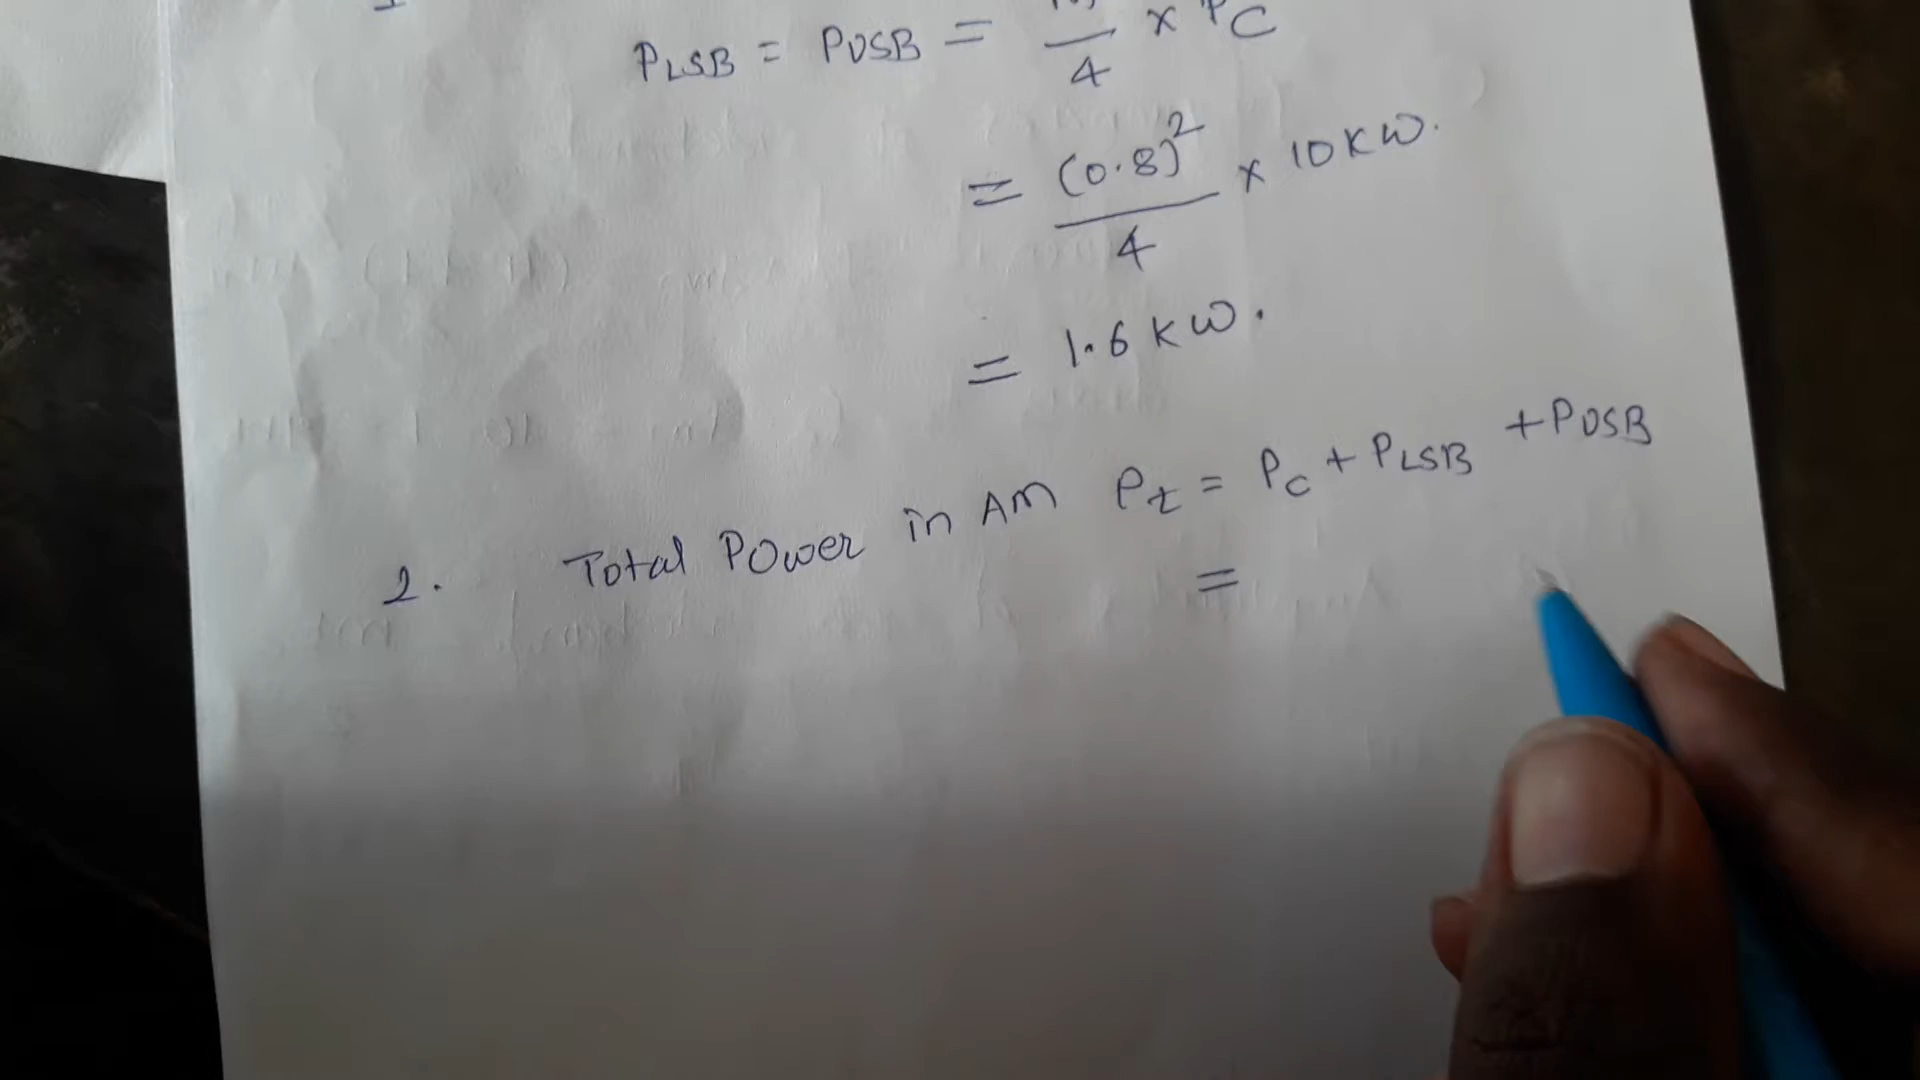 PLSB = PUSB = /4 x PC
= (0.8)²/4 x 10KW.
= 1.6 KW.
2. Total Power in AM Pt = Pc + PLSB + PUSB
=